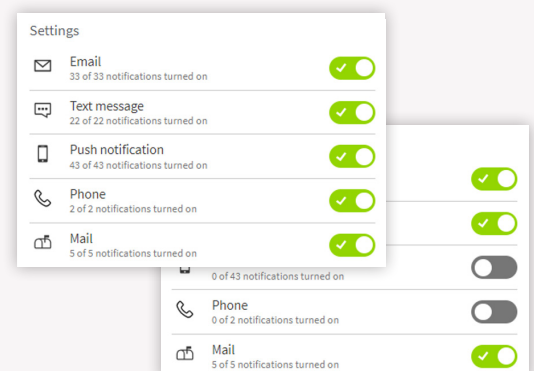 Settings
Email
33 of 33 notifications turned on
Text message
22 of 22 notifications turned on
Push notification
43 of 43 notifications turned on
Phone
2 of 2 notifications turned on
Mail
5 of 5 notifications turned on
0 of 43 notifications turned on
Phone
0 of 2 notifications turned on
Mail
5 of 5 notifications turned on